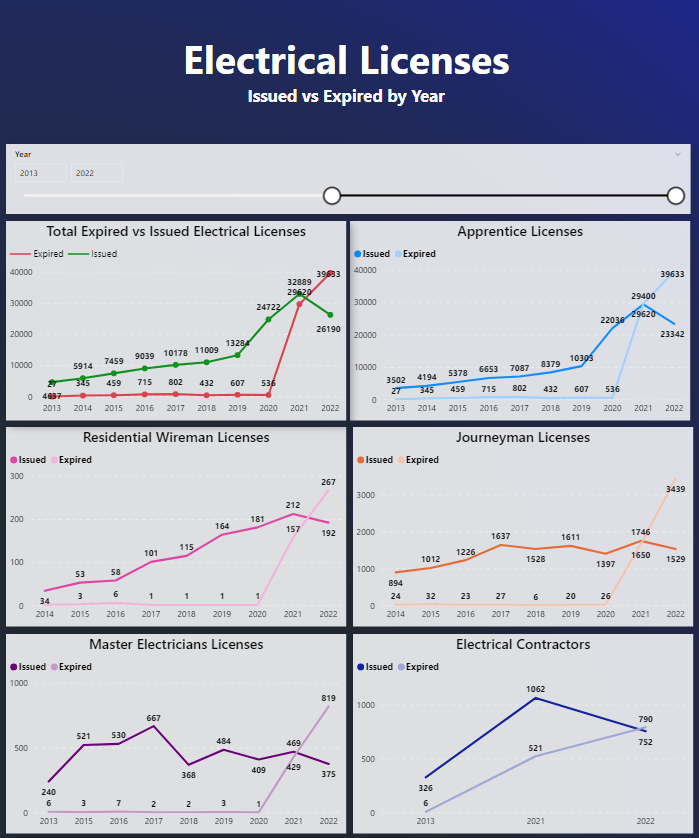 Electrical Licenses
Issued vs Expired by Year
Year
2013 2022
Total Expired vs Issued Electrical Licenses
Expired Issued
40000
30000
20000
10000
0
4637 5914 7459 9039 10178 11009 13284 24722 32889 26190
27 345 459 715 802 432 607 536 29620 39633
2013 2014 2015 2016 2017 2018 2019 2020 2021 2022
Apprentice Licenses
Issued Expired
40000
30000
20000
10000
0
3502 4194 5378 6653 7087 8379 10303 22036 29400 23342
27 345 459 715 802 432 607 536 29620 39633
2013 2014 2015 2016 2017 2018 2019 2020 2021 2022
Residential Wireman Licenses
Issued Expired
300
200
100
0
34 53 58 101 115 164 181 212 192
3 6 1 1 1 1 157 267
2014 2015 2016 2017 2018 2019 2020 2021 2022
Journeyman Licenses
Issued Expired
3000
2000
1000
0
894 1012 1226 1637 1528 1611 1397 1746 1529
24 32 23 27 6 20 26 1650 3439
2014 2015 2016 2017 2018 2019 2020 2021 2022
Master Electricians Licenses
Issued Expired
1000
500
0
240 521 530 667 368 484 409 469 375
6 3 7 2 2 3 1 429 819
2013 2015 2016 2017 2018 2019 2020 2021 2022
Electrical Contractors
Issued Expired
1000
500
0
326 1062 752
6 521 790
2013 2021 2022